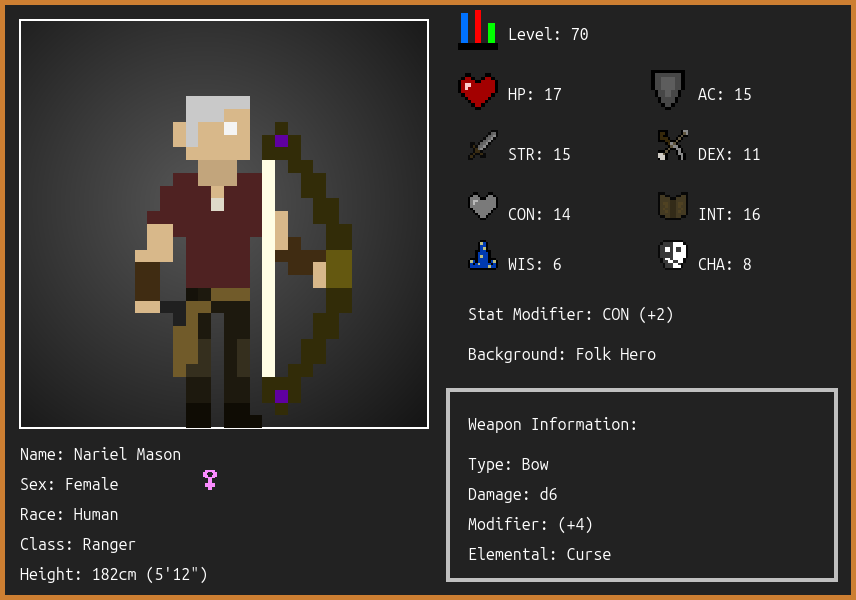 Level: 70
HP: 17
AC: 15
STR: 15
DEX: 11
CON: 14
INT: 16
WIS: 6
CHA: 8
Stat Modifier: CON (+2)
Background: Folk Hero
Weapon Information:
Type: Bow
Damage: d6
Modifier: (+4)
Elemental: Curse
Name: Nariel Mason
Sex: Female
Race: Human
Class: Ranger
Height: 182cm (5'12")